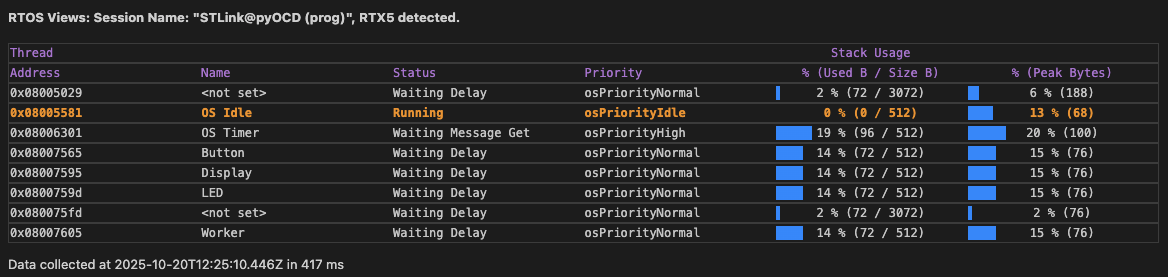 RTOS Views: Session Name: "STLink@pyOCD (prog)", RTX5 detected.
Thread Stack Usage
Address Name Status Priority % (Used B / Size B) % (Peak Bytes)
0x08005029 <not set> Waiting Delay osPriorityNormal 2 % (72 / 3072) 6 % (188)
0x08005581 OS Idle Running osPriorityIdle 0 % (0 / 512) 13 % (68)
0x08006301 OS Timer Waiting Message Get osPriorityHigh 19 % (96 / 512) 20 % (100)
0x08007565 Button Waiting Delay osPriorityNormal 14 % (72 / 512) 15 % (76)
0x08007595 Display Waiting Delay osPriorityNormal 14 % (72 / 512) 15 % (76)
0x0800759d LED Waiting Delay osPriorityNormal 14 % (72 / 512) 15 % (76)
0x080075fd <not set> Waiting Delay osPriorityNormal 2 % (72 / 3072) 2 % (76)
0x08007605 Worker Waiting Delay osPriorityNormal 14 % (72 / 512) 15 % (76)
Data collected at 2025-10-20T12:25:10.446Z in 417 ms